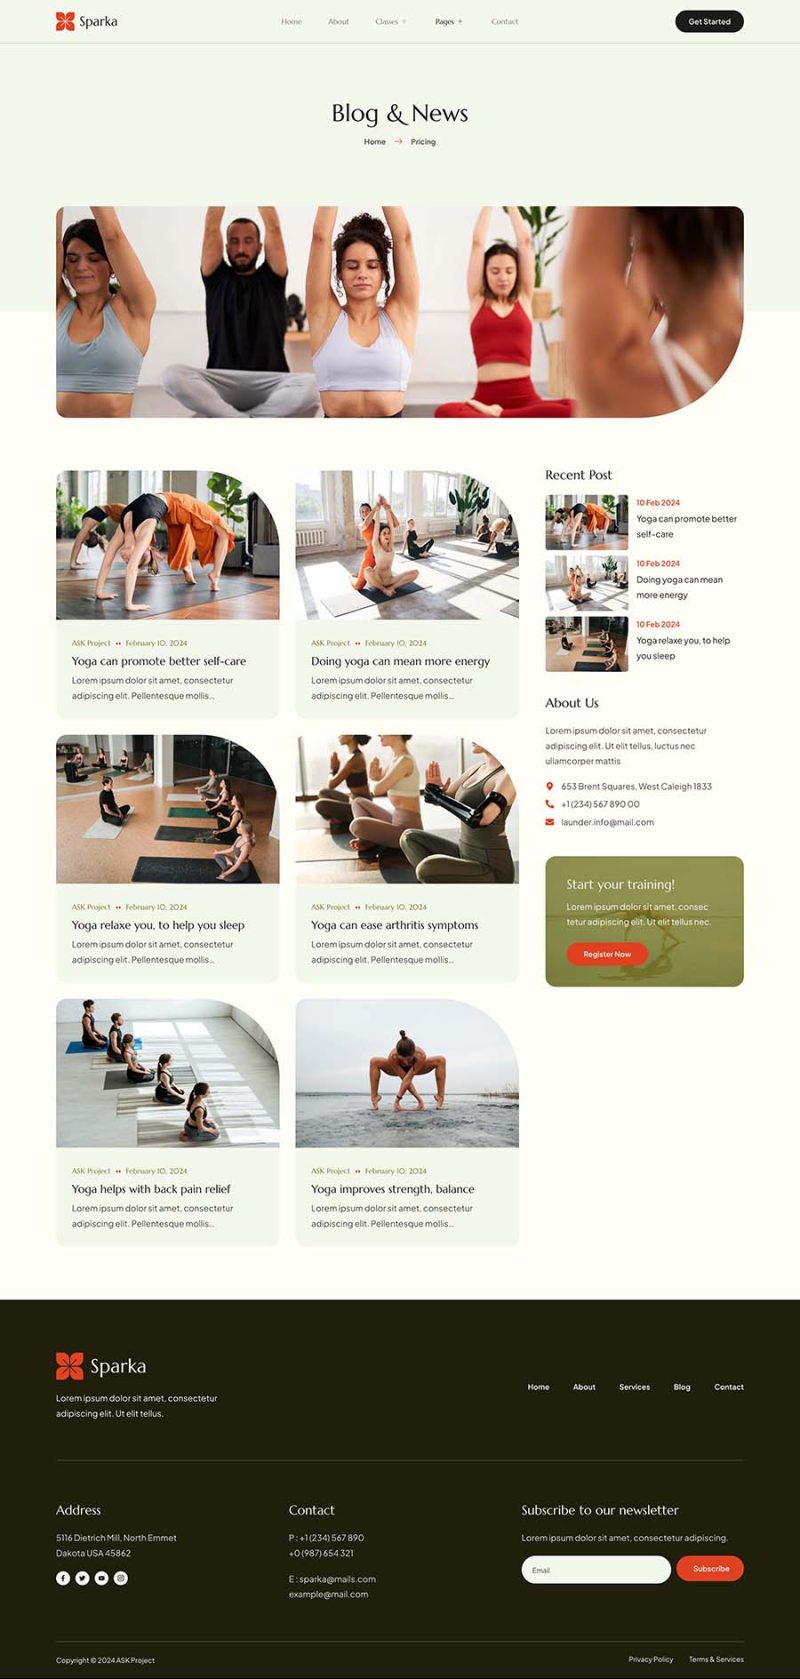 Sparka
Home About Classes + Pages + Contact
Get Started
Blog & News
Home → Pricing
ASK Project •• February 10, 2024
Yoga can promote better self-care
Lorem ipsum dolor sit amet, consectetur
adipiscing elit. Pellentesque mollis...
ASK Project •• February 10, 2024
Doing yoga can mean more energy
Lorem ipsum dolor sit amet, consectetur
adipiscing elit. Pellentesque mollis...
ASK Project •• February 10, 2024
Yoga relaxe you, to help you sleep
Lorem ipsum dolor sit amet, consectetur
adipiscing elit. Pellentesque mollis...
ASK Project •• February 10, 2024
Yoga can ease arthritis symptoms
Lorem ipsum dolor sit amet, consectetur
adipiscing elit. Pellentesque mollis...
ASK Project •• February 10, 2024
Yoga helps with back pain relief
Lorem ipsum dolor sit amet, consectetur
adipiscing elit. Pellentesque mollis...
ASK Project •• February 10, 2024
Yoga improves strength, balance
Lorem ipsum dolor sit amet, consectetur
adipiscing elit. Pellentesque mollis...
Recent Post
10 Feb 2024
Yoga can promote better
self-care
10 Feb 2024
Doing yoga can mean
more energy
10 Feb 2024
Yoga relaxe you, to help
you sleep
About Us
Lorem ipsum dolor sit amet, consectetur
adipiscing elit. Ut elit tellus, luctus nec
ullamcorper mattis
653 Brent Squares, West Caleigh 1833
+1 (234) 567 890 00
launder.info@mail.com
Start your training!
Lorem ipsum dolor sit amet, consec
tetur adipiscing elit. Ut elit tellus nec.
Register Now
Sparka
Lorem ipsum dolor sit amet, consectetur
adipiscing elit. Ut elit tellus.
Home About Services Blog Contact
Address
5116 Dietrich Mill, North Emmet
Dakota USA 45862
Contact
P : +1 (234) 567 890
+0 (987) 654 321
E : sparka@mails.com
example@mail.com
Subscribe to our newsletter
Lorem ipsum dolor sit amet, consectetur adipiscing.
Email
Subscribe
Copyright © 2024 ASK Project
Privacy Policy Terms & Services